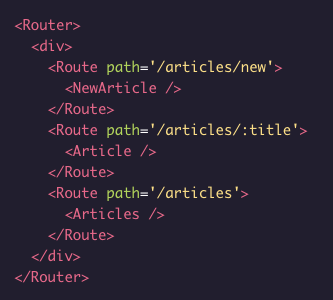 <Router>
  <div>
    <Route path='/articles/new'>
      <NewArticle />
    </Route>
    <Route path='/articles/:title'>
      <Article />
    </Route>
    <Route path='/articles'>
      <Articles />
    </Route>
  </div>
</Router>